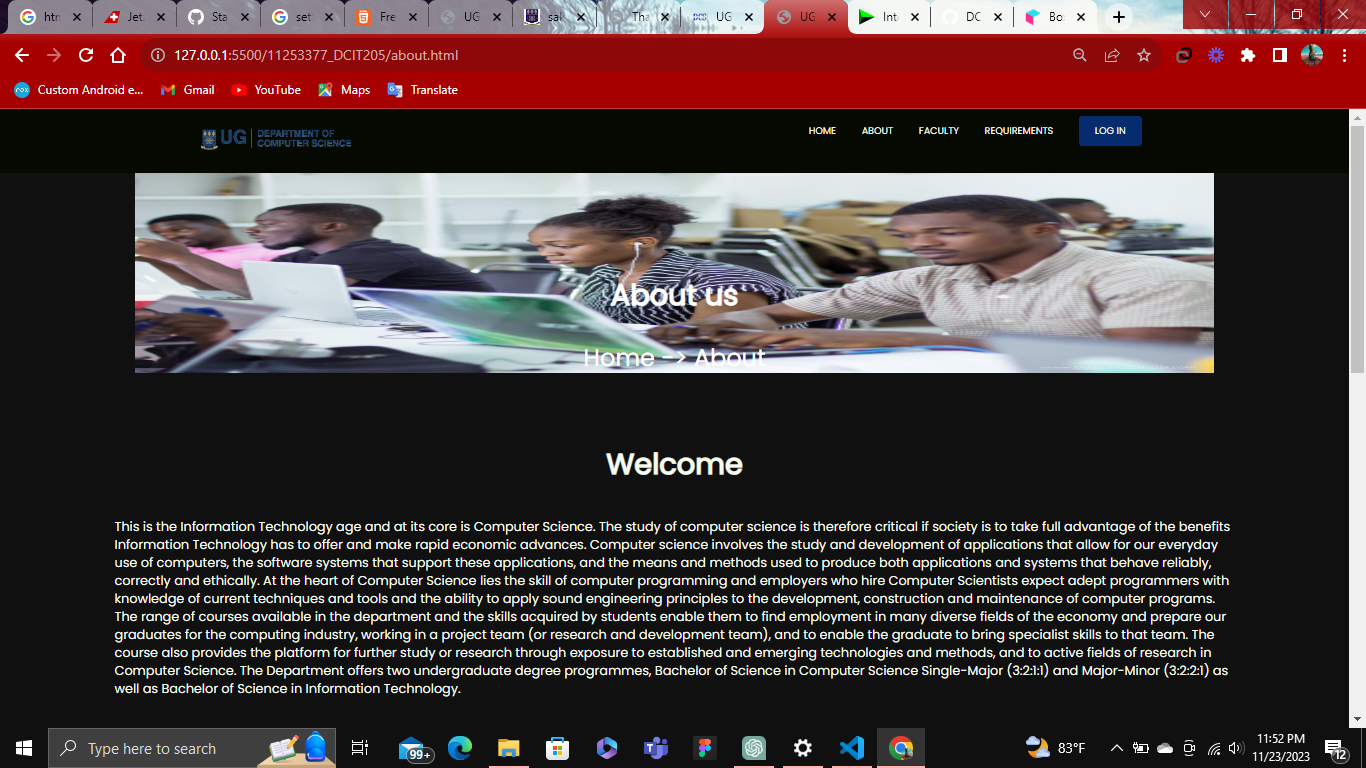 htn
Jet
Sta
set
Fre
UG
sal
Tha
UG
UG
Inte
DC
Bo
127.0.0.1:5500/11253377_DCIT205/about.html
Custom Android e...
Gmail
YouTube
Maps
Translate
UG
DEPARTMENT OF
COMPUTER SCIENCE
HOME
ABOUT
FACULTY
REQUIREMENTS
LOG IN
About us
Home -> About
Welcome
This is the Information Technology age and at its core is Computer Science. The study of computer science is therefore critical if society is to take full advantage of the benefits
Information Technology has to offer and make rapid economic advances. Computer science involves the study and development of applications that allow for our everyday
use of computers, the software systems that support these applications, and the means and methods used to produce both applications and systems that behave reliably,
correctly and ethically. At the heart of Computer Science lies the skill of computer programming and employers who hire Computer Scientists expect adept programmers with
knowledge of current techniques and tools and the ability to apply sound engineering principles to the development, construction and maintenance of computer programs.
The range of courses available in the department and the skills acquired by students enable them to find employment in many diverse fields of the economy and prepare our
graduates for the computing industry, working in a project team (or research and development team), and to enable the graduate to bring specialist skills to that team. The
course also provides the platform for further study or research through exposure to established and emerging technologies and methods, and to active fields of research in
Computer Science. The Department offers two undergraduate degree programmes, Bachelor of Science in Computer Science Single-Major (3:2:1:1) and Major-Minor (3:2:2:1) as
well as Bachelor of Science in Information Technology.
Type here to search
99+
83°F
11:52 PM
11/23/2023
12